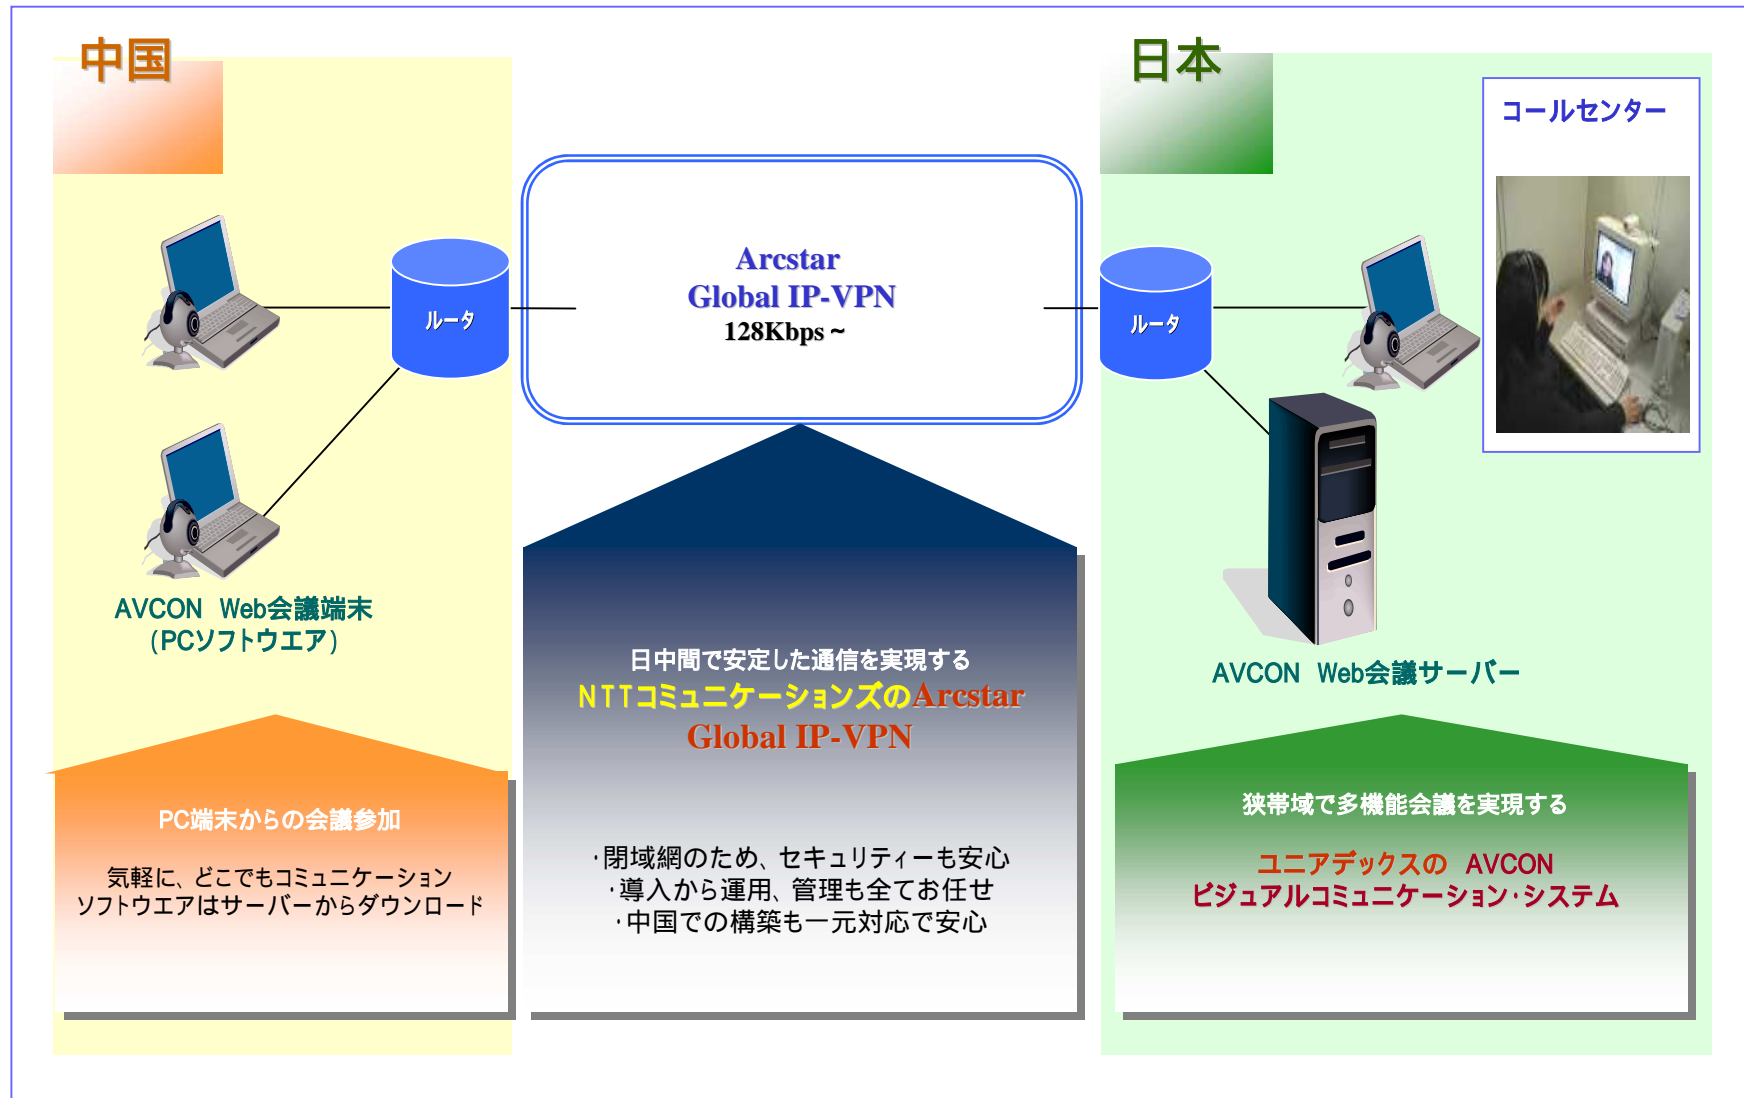 中国
日本
コールセンター
Arcstar
Global IP-VPN
128Kbps～
ルータ
ルータ
AVCON Web会議端末
(PCソフトウエア)
AVCON Web会議サーバー
日中間で安定した通信を実現する
NTTコミュニケーションズのArcstar
Global IP-VPN
・閉域網のため、セキュリティーも安心
・導入から運用、管理も全てお任せ
・中国での構築も一元対応で安心
PC端末からの会議参加
気軽に、どこでもコミュニケーション
ソフトウエアはサーバーからダウンロード
狭帯域で多機能会議を実現する
ユニアデックスの AVCON
ビジュアルコミュニケーション・システム